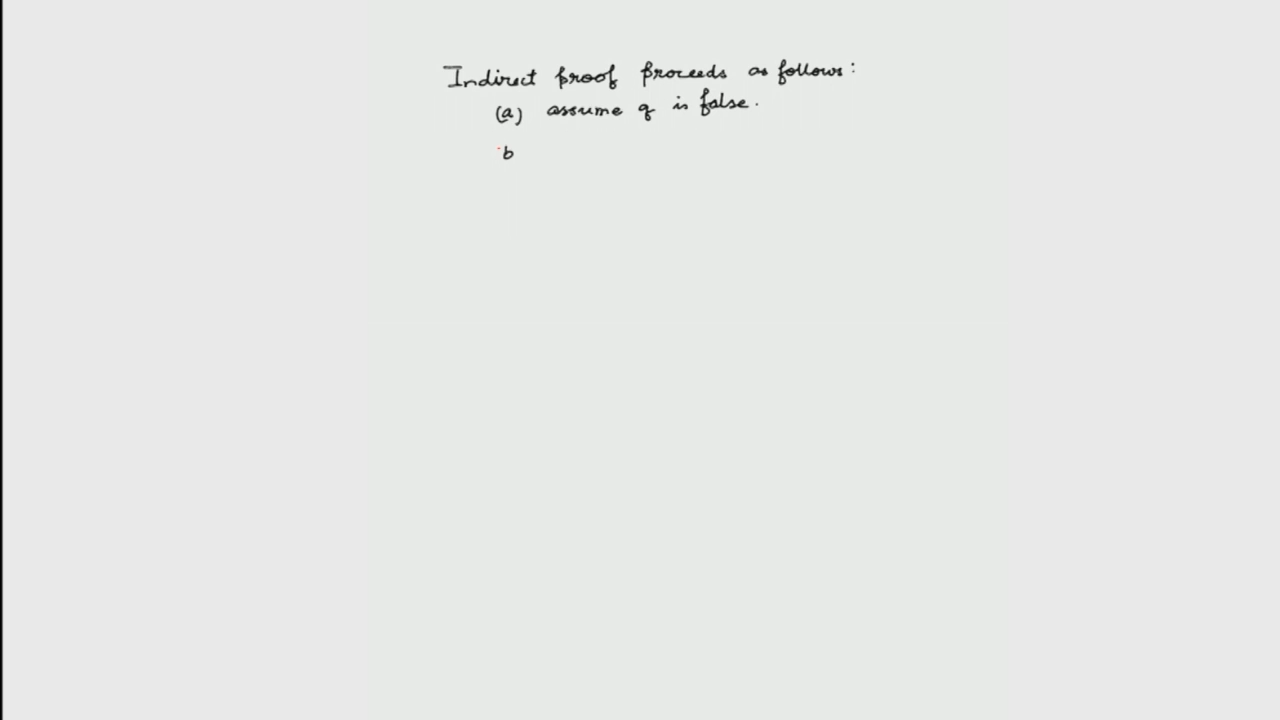 Indirect proof proceeds as follows:
(a) assume q is false.
b